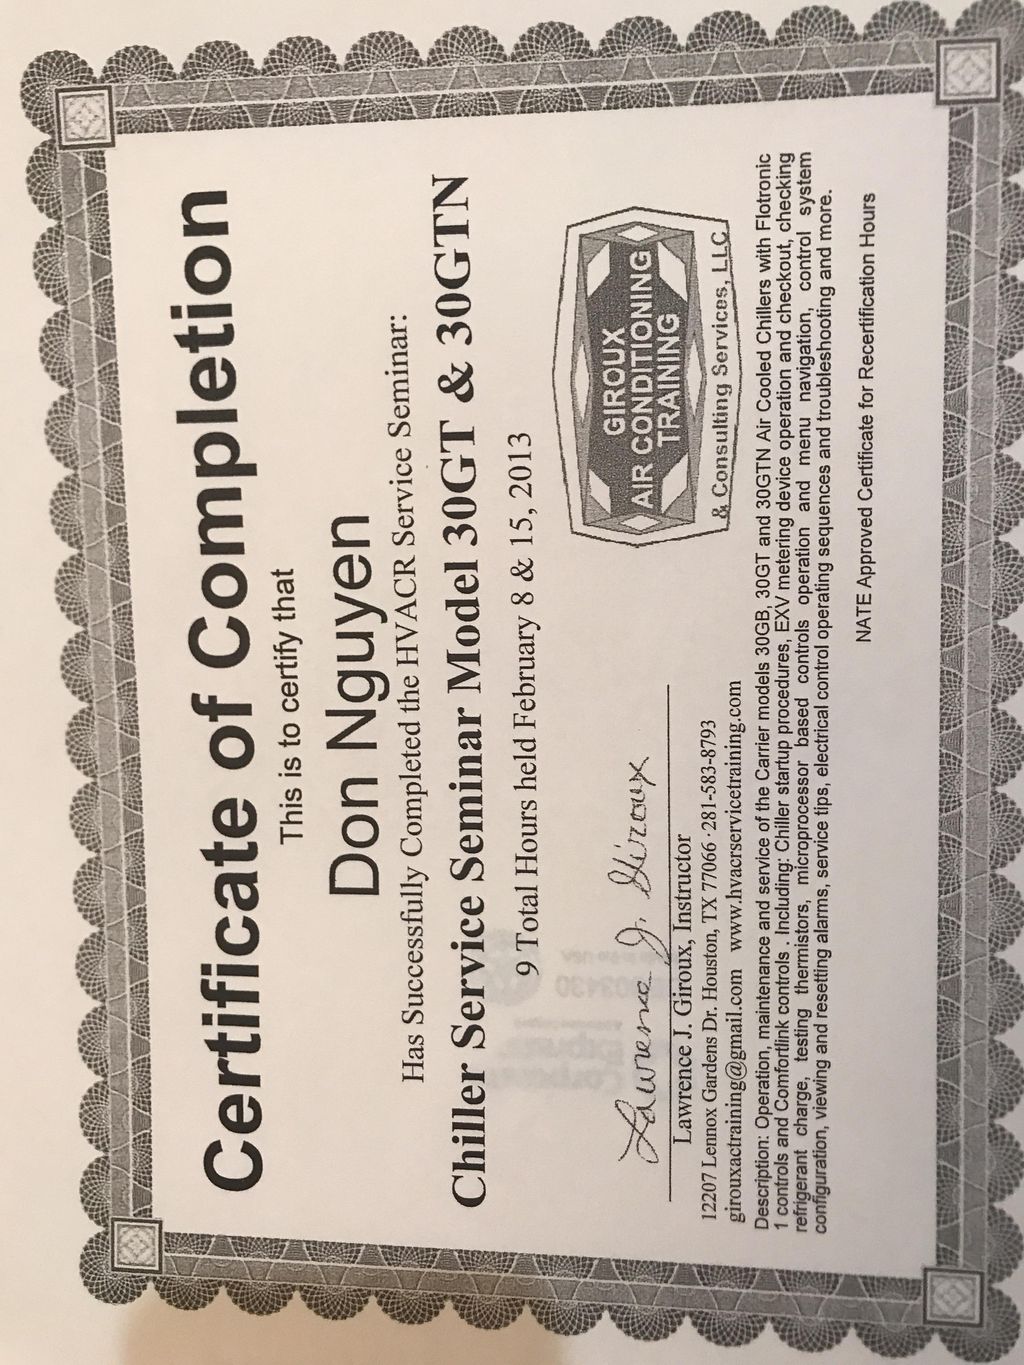 Certificate of Completion
This is to certify that
Don Nguyen
Has Successfully Completed the HVACR Service Seminar:
Chiller Service Seminar Model 30GT & 30GTN
9 Total Hours held February 8 & 15, 2013
Lawrence J. Giroux
Lawrence J. Giroux, Instructor
12207 Lennox Gardens Dr. Houston, TX 77066 · 281-583-8793
girouxactraining@gmail.com www.hvacrservicetraining.com
GIROUX
AIR CONDITIONING
TRAINING
& Consulting Services, LLC
Description: Operation, maintenance and service of the Carrier models 30GB, 30GT and 30GTN Air Cooled Chillers with Flotronic
1 controls and Comfortlink controls . Including: Chiller startup procedures, EXV metering device operation and checkout, checking
refrigerant charge, testing thermistors, microprocessor based controls operation and menu navigation, control system
configuration, viewing and resetting alarms, service tips, electrical control operating sequences and troubleshooting and more.
NATE Approved Certificate for Recertification Hours